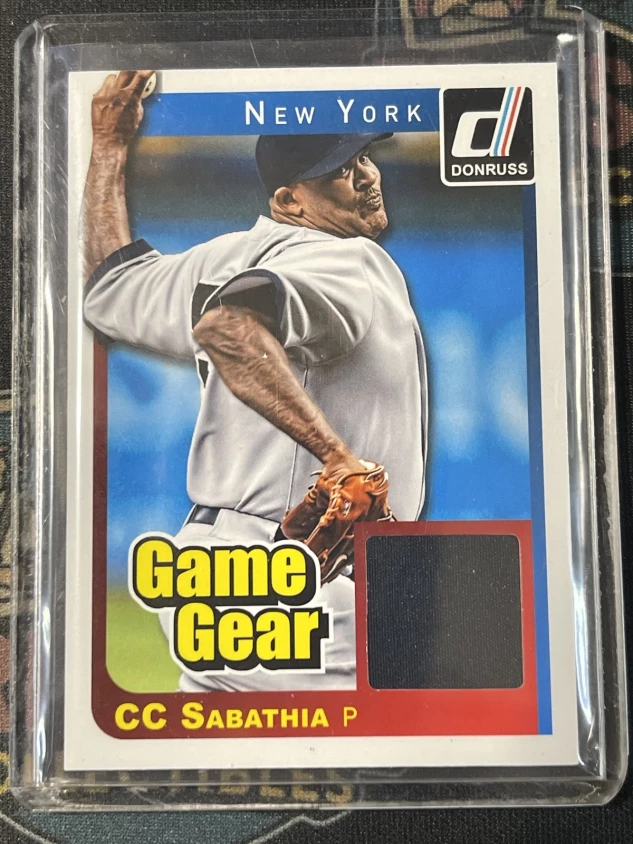 NEW YORK
d
DONRUSS
Game
Gear
CC SABATHIA P